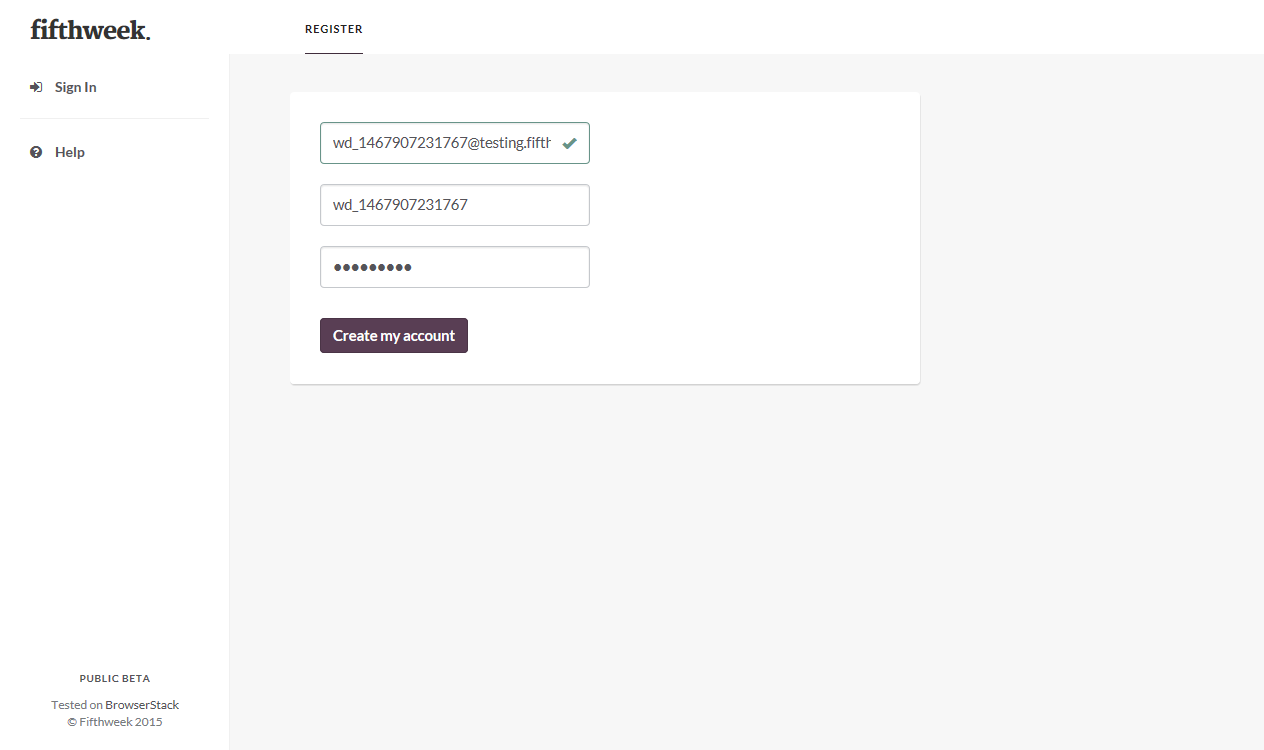 fifthweek.
REGISTER
Sign In
Help
wd_1467907231767@testing.fifth
wd_1467907231767
●●●●●●●●●
Create my account
PUBLIC BETA
Tested on BrowserStack
© Fifthweek 2015